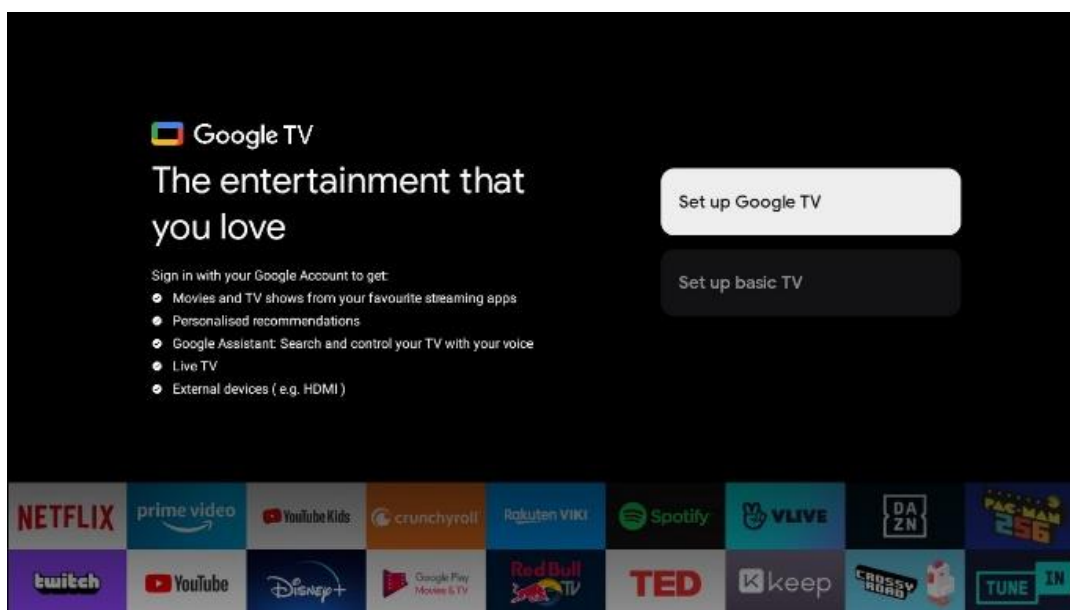 Google TV
The entertainment that
you love
Sign in with your Google Account to get:
Movies and TV shows from your favourite streaming apps
Personalised recommendations
Google Assistant: Search and control your TV with your voice
Live TV
External devices ( e.g. HDMI )
Set up Google TV
Set up basic TV
NETFLIX prime video YouTube Kids crunchyroll Rakuten VIKI Spotify VLIVE DAZN PAC-MAN 256
twitch YouTube Disney+ Google Play Movies & TV Red Bull TV TED keep CROSSY ROAD TUNE IN